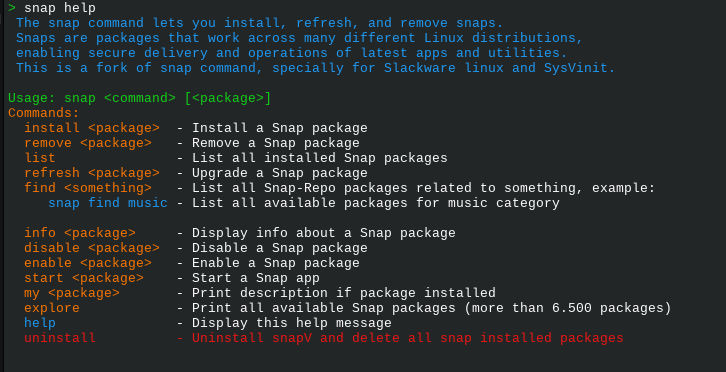 > snap help
The snap command lets you install, refresh, and remove snaps.
Snaps are packages that work across many different Linux distributions,
enabling secure delivery and operations of latest apps and utilities.
This is a fork of snap command, specially for Slackware linux and SysVinit.
Usage: snap <command> [<package>]
Commands:
install <package> - Install a Snap package
remove <package> - Remove a Snap package
list - List all installed Snap packages
refresh <package> - Upgrade a Snap package
find <something> - List all Snap-Repo packages related to something, example:
snap find music - List all available packages for music category
info <package> - Display info about a Snap package
disable <package> - Disable a Snap package
enable <package> - Enable a Snap package
start <package> - Start a Snap app
my <package> - Print description if package installed
explore - Print all available Snap packages (more than 6.500 packages)
help - Display this help message
uninstall - Uninstall snapV and delete all snap installed packages